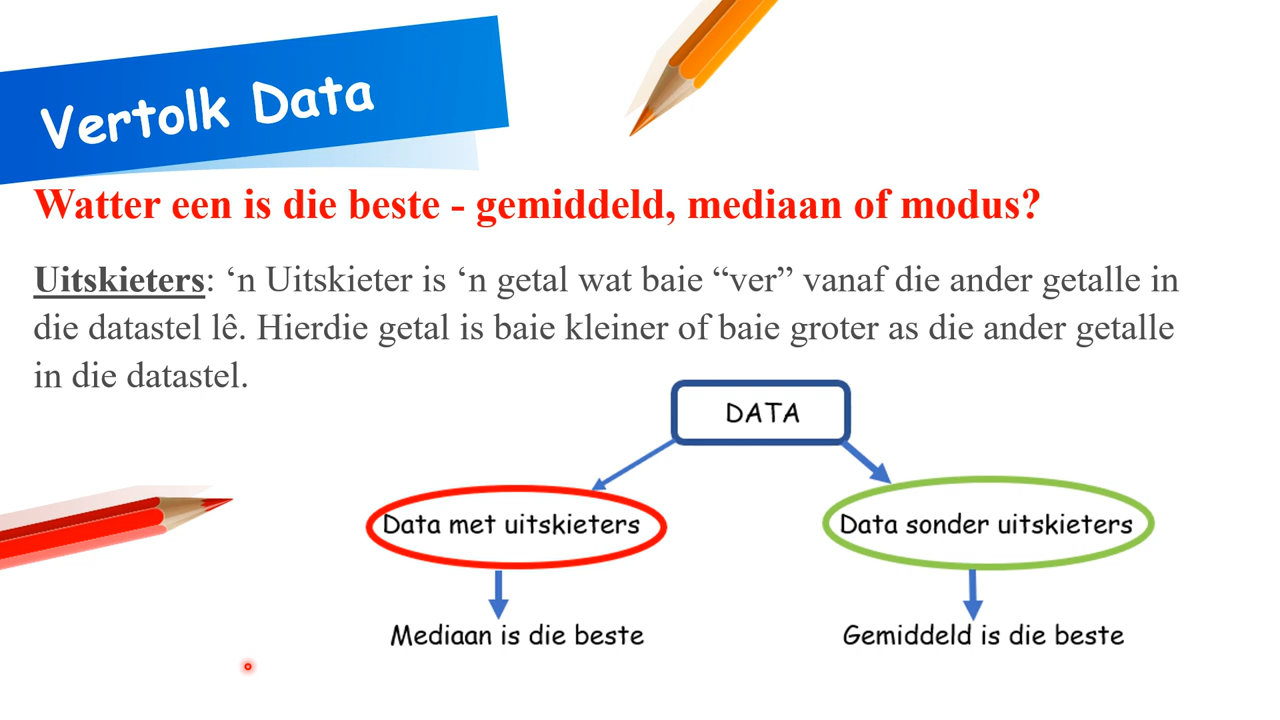 Vertolk Data
Watter een is die beste - gemiddeld, mediaan of modus?
Uitskieters: ‘n Uitskieter is ‘n getal wat baie “ver” vanaf die ander getalle in
die datastel lê. Hierdie getal is baie kleiner of baie groter as die ander getalle
in die datastel.
DATA
Data met uitskieters
Data sonder uitskieters
Mediaan is die beste
Gemiddeld is die beste